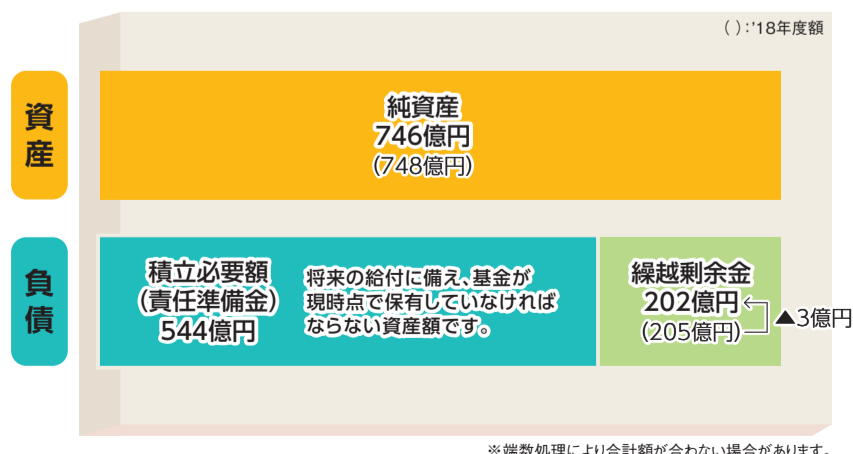 ( ):'18年度額
資産
純資産
746億円
(748億円)
負債
積立必要額
(責任準備金)
544億円
将来の給付に備え、基金が
現時点で保有していなければ
ならない資産額です。
繰越剰余金
202億円
(205億円)
▲3億円
※端数処理により合計額が合わない場合があります。